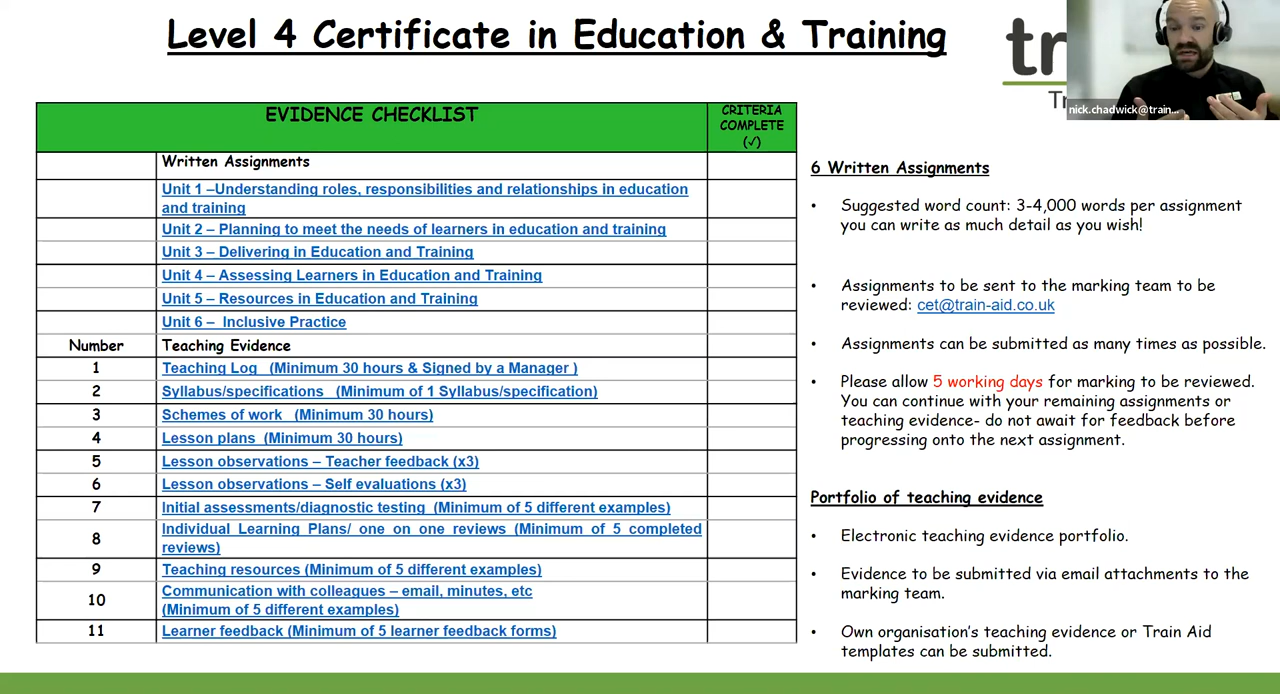 Level 4 Certificate in Education & Training
tr
Tr
nick.chadwick@train...
EVIDENCE CHECKLIST
CRITERIA
COMPLETE
(√)
Written Assignments
Unit 1 –Understanding roles, responsibilities and relationships in education
and training
Unit 2 – Planning to meet the needs of learners in education and training
Unit 3 – Delivering in Education and Training
Unit 4 – Assessing Learners in Education and Training
Unit 5 – Resources in Education and Training
Unit 6 – Inclusive Practice
Number Teaching Evidence
1 Teaching Log (Minimum 30 hours & Signed by a Manager )
2 Syllabus/specifications (Minimum of 1 Syllabus/specification)
3 Schemes of work (Minimum 30 hours)
4 Lesson plans (Minimum 30 hours)
5 Lesson observations – Teacher feedback (x3)
6 Lesson observations – Self evaluations (x3)
7 Initial assessments/diagnostic testing (Minimum of 5 different examples)
8 Individual Learning Plans/ one on one reviews (Minimum of 5 completed
reviews)
9 Teaching resources (Minimum of 5 different examples)
10 Communication with colleagues – email, minutes, etc
(Minimum of 5 different examples)
11 Learner feedback (Minimum of 5 learner feedback forms)
6 Written Assignments
• Suggested word count: 3-4,000 words per assignment
you can write as much detail as you wish!
• Assignments to be sent to the marking team to be
reviewed: cet@train-aid.co.uk
• Assignments can be submitted as many times as possible.
• Please allow 5 working days for marking to be reviewed.
You can continue with your remaining assignments or
teaching evidence- do not await for feedback before
progressing onto the next assignment.
Portfolio of teaching evidence
• Electronic teaching evidence portfolio.
• Evidence to be submitted via email attachments to the
marking team.
• Own organisation's teaching evidence or Train Aid
templates can be submitted.